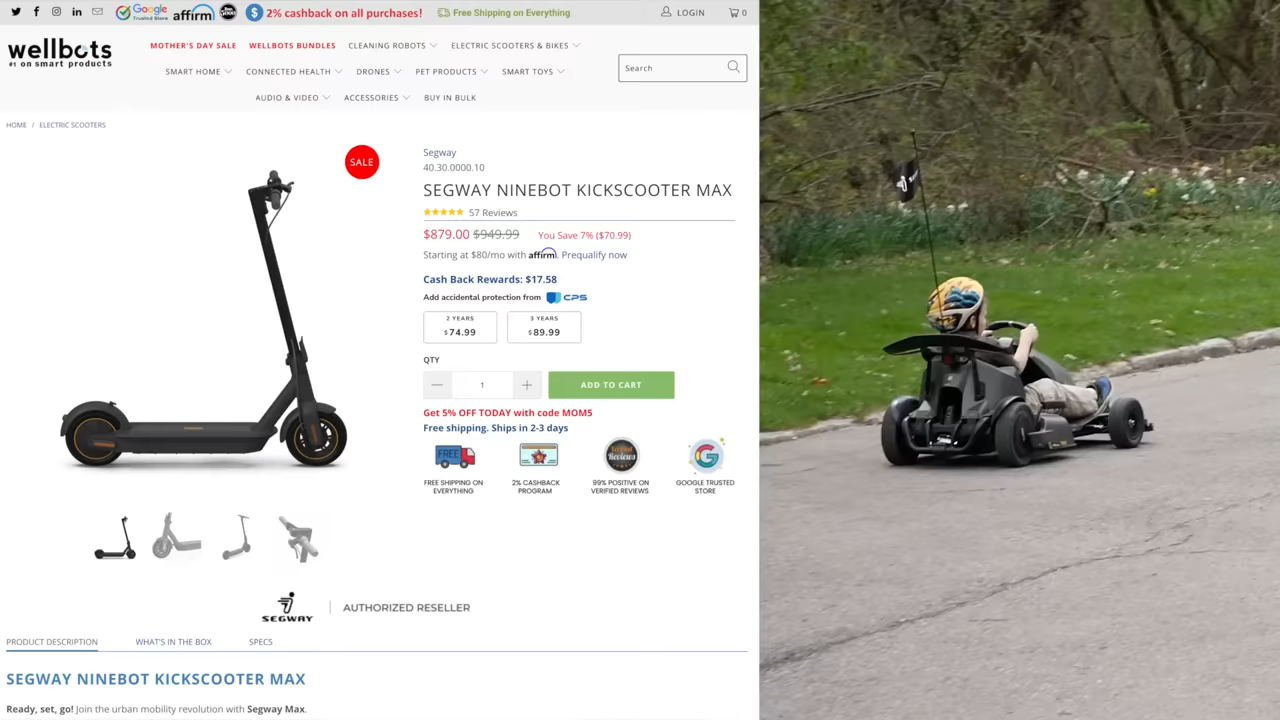 Google
Trusted Store
affirm
2% cashback on all purchases!
Free Shipping on Everything
LOGIN
0
wellbots
#1 on smart products
MOTHER'S DAY SALE
WELLBOTS BUNDLES
CLEANING ROBOTS
ELECTRIC SCOOTERS & BIKES
SMART HOME
CONNECTED HEALTH
DRONES
PET PRODUCTS
SMART TOYS
AUDIO & VIDEO
ACCESSORIES
BUY IN BULK
Search
HOME / ELECTRIC SCOOTERS
SALE
Segway
40.30.0000.10
SEGWAY NINEBOT KICKSCOOTER MAX
57 Reviews
$879.00 $949.99 You Save 7% ($70.99)
Starting at $80/mo with affirm. Prequalify now
Cash Back Rewards: $17.58
Add accidental protection from CPS
2 YEARS
$74.99
3 YEARS
$89.99
QTY
1
ADD TO CART
Get 5% OFF TODAY with code MOM5
Free shipping. Ships in 2-3 days
FREE
Reviews
G
FREE SHIPPING ON
EVERYTHING
2% CASHBACK
PROGRAM
99% POSITIVE ON
VERIFIED REVIEWS
GOOGLE TRUSTED
STORE
SEGWAY
AUTHORIZED RESELLER
PRODUCT DESCRIPTION
WHAT'S IN THE BOX
SPECS
SEGWAY NINEBOT KICKSCOOTER MAX
Ready, set, go! Join the urban mobility revolution with Segway Max.